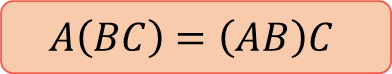 A(BC) = (AB)C